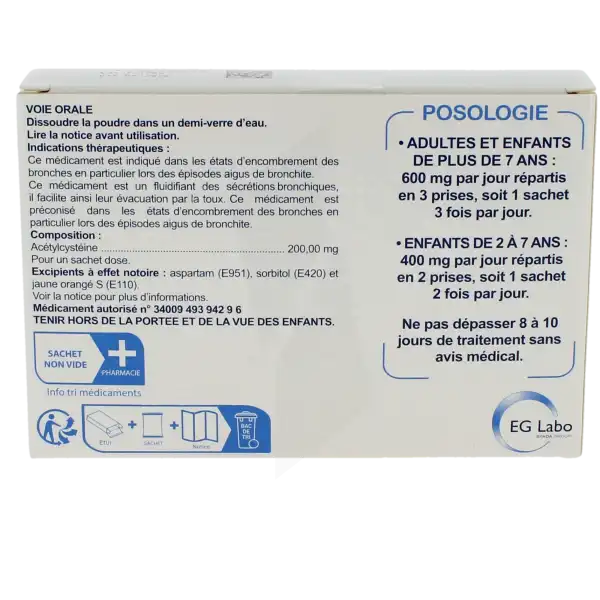 VOIE ORALE
Dissoudre la poudre dans un demi-verre d'eau.
Lire la notice avant utilisation.
Indications thérapeutiques :
Ce médicament est indiqué dans les états d'encombrement des
bronches en particulier lors des épisodes aigus de bronchite.
Ce médicament est un fluidifiant des sécrétions bronchiques,
il facilite ainsi leur évacuation par la toux. Ce médicament est
préconisé dans les états d'encombrement des bronches en
particulier lors des épisodes aigus de bronchite.
Composition :
Acétylcystéine ........................................ 200,00 mg
Pour un sachet dose.
Excipients à effet notoire : aspartam (E951), sorbitol (E420) et
jaune orangé S (E110).
Voir la notice pour plus d'informations.
Médicament autorisé n° 34009 493 942 9 6
TENIR HORS DE LA PORTEE ET DE LA VUE DES ENFANTS.
SACHET
NON VIDE
PHARMACIE
Info tri médicaments
ÉTUI
+
SACHET
+
Notice
BAC
DE
TRI
POSOLOGIE
• ADULTES ET ENFANTS
DE PLUS DE 7 ANS :
600 mg par jour répartis
en 3 prises, soit 1 sachet
3 fois par jour.
• ENFANTS DE 2 À 7 ANS :
400 mg par jour répartis
en 2 prises, soit 1 sachet
2 fois par jour.
Ne pas dépasser 8 à 10
jours de traitement sans
avis médical.
EG Labo